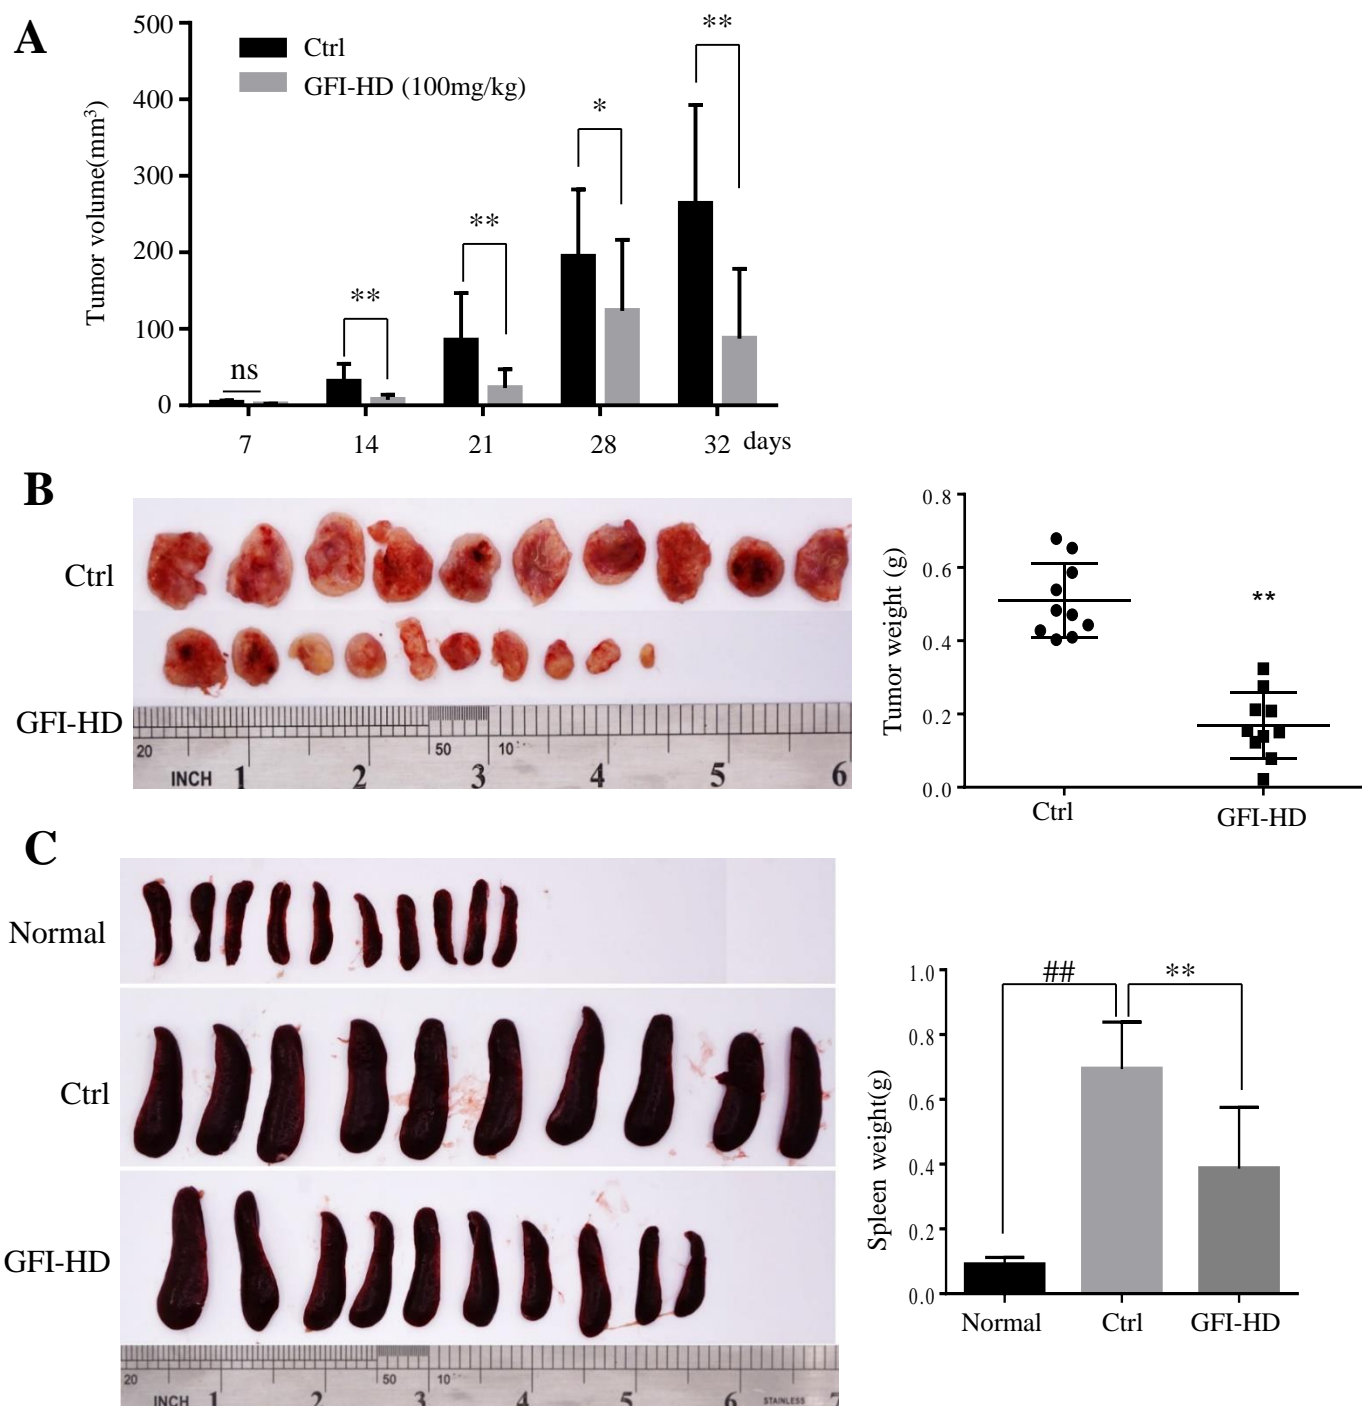 A
500
400
300
200
100
0
Tumor volume(mm³)
Ctrl
GFI-HD (100mg/kg)
ns
**
**
*
**
7
14
21
28
32
days
B
Ctrl
GFI-HD
20
INCH
1
2
50
3
10
4
5
6
0.8
0.6
0.4
0.2
0.0
Tumor weight (g)
**
Ctrl
GFI-HD
C
Normal
Ctrl
GFI-HD
20
INCH
1
2
50
3
10
4
5
6
STAINLESS
7
1.0
0.8
0.6
0.4
0.2
0.0
Spleen weight(g)
##
**
Normal
Ctrl
GFI-HD